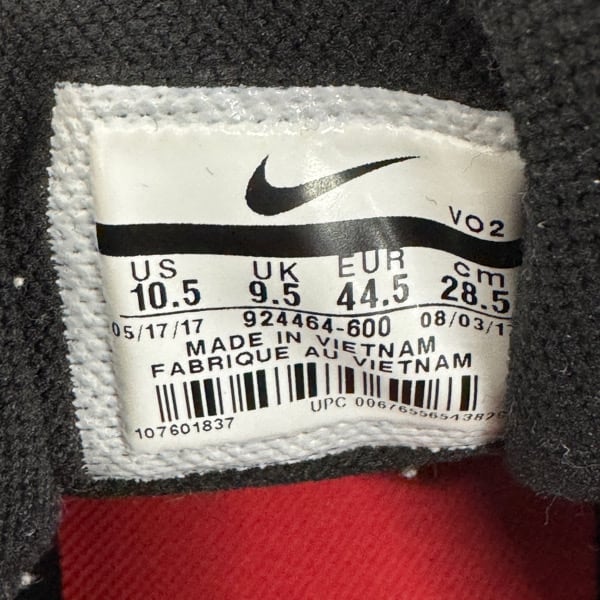 VO2
US UK EUR cm
10.5 9.5 44.5 28.5
05/17/17 924464-600 08/03/17
MADE IN VIETNAM
FABRIQUE AU VIETNAM
UPC
107601837